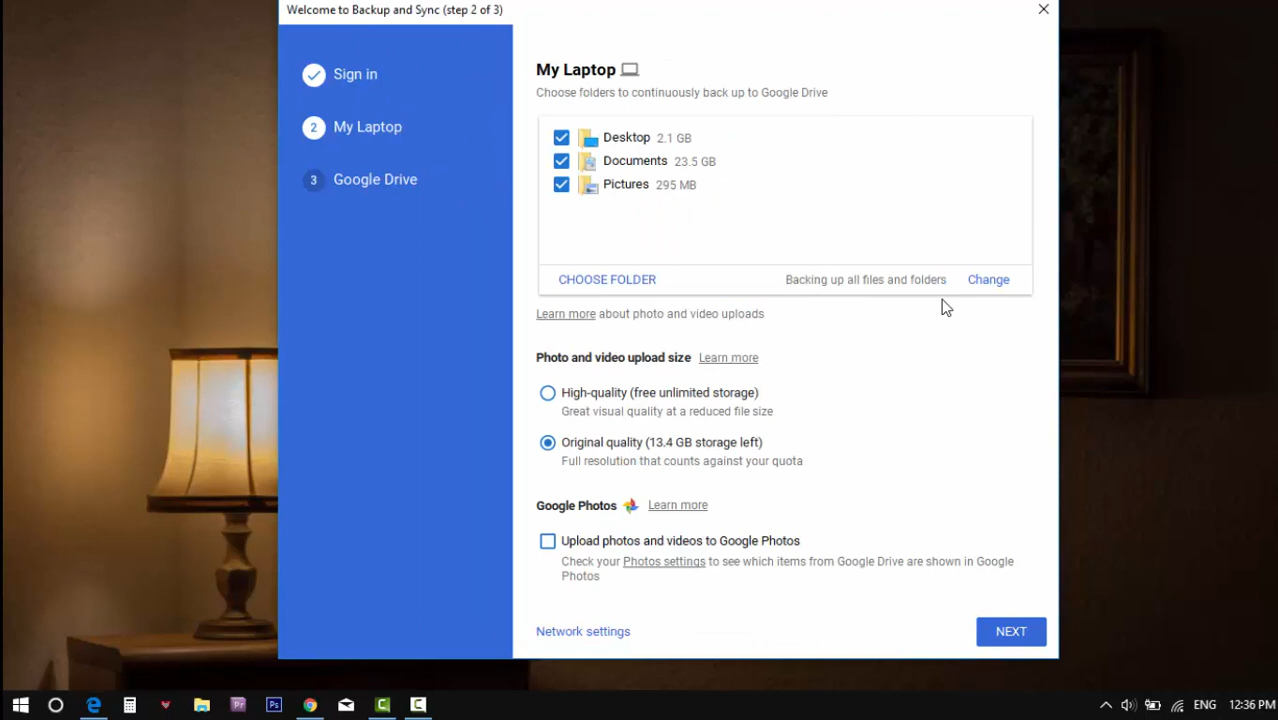 Welcome to Backup and Sync (step 2 of 3)
Sign in
2 My Laptop
3 Google Drive
My Laptop
Choose folders to continuously back up to Google Drive
Desktop 2.1 GB
Documents 23.5 GB
Pictures 295 MB
CHOOSE FOLDER Backing up all files and folders Change
Learn more about photo and video uploads
Photo and video upload size Learn more
High-quality (free unlimited storage)
Great visual quality at a reduced file size
Original quality (13.4 GB storage left)
Full resolution that counts against your quota
Google Photos Learn more
Upload photos and videos to Google Photos
Check your Photos settings to see which items from Google Drive are shown in Google
Photos
Network settings NEXT
Pr Ps C C ENG 12:36 PM